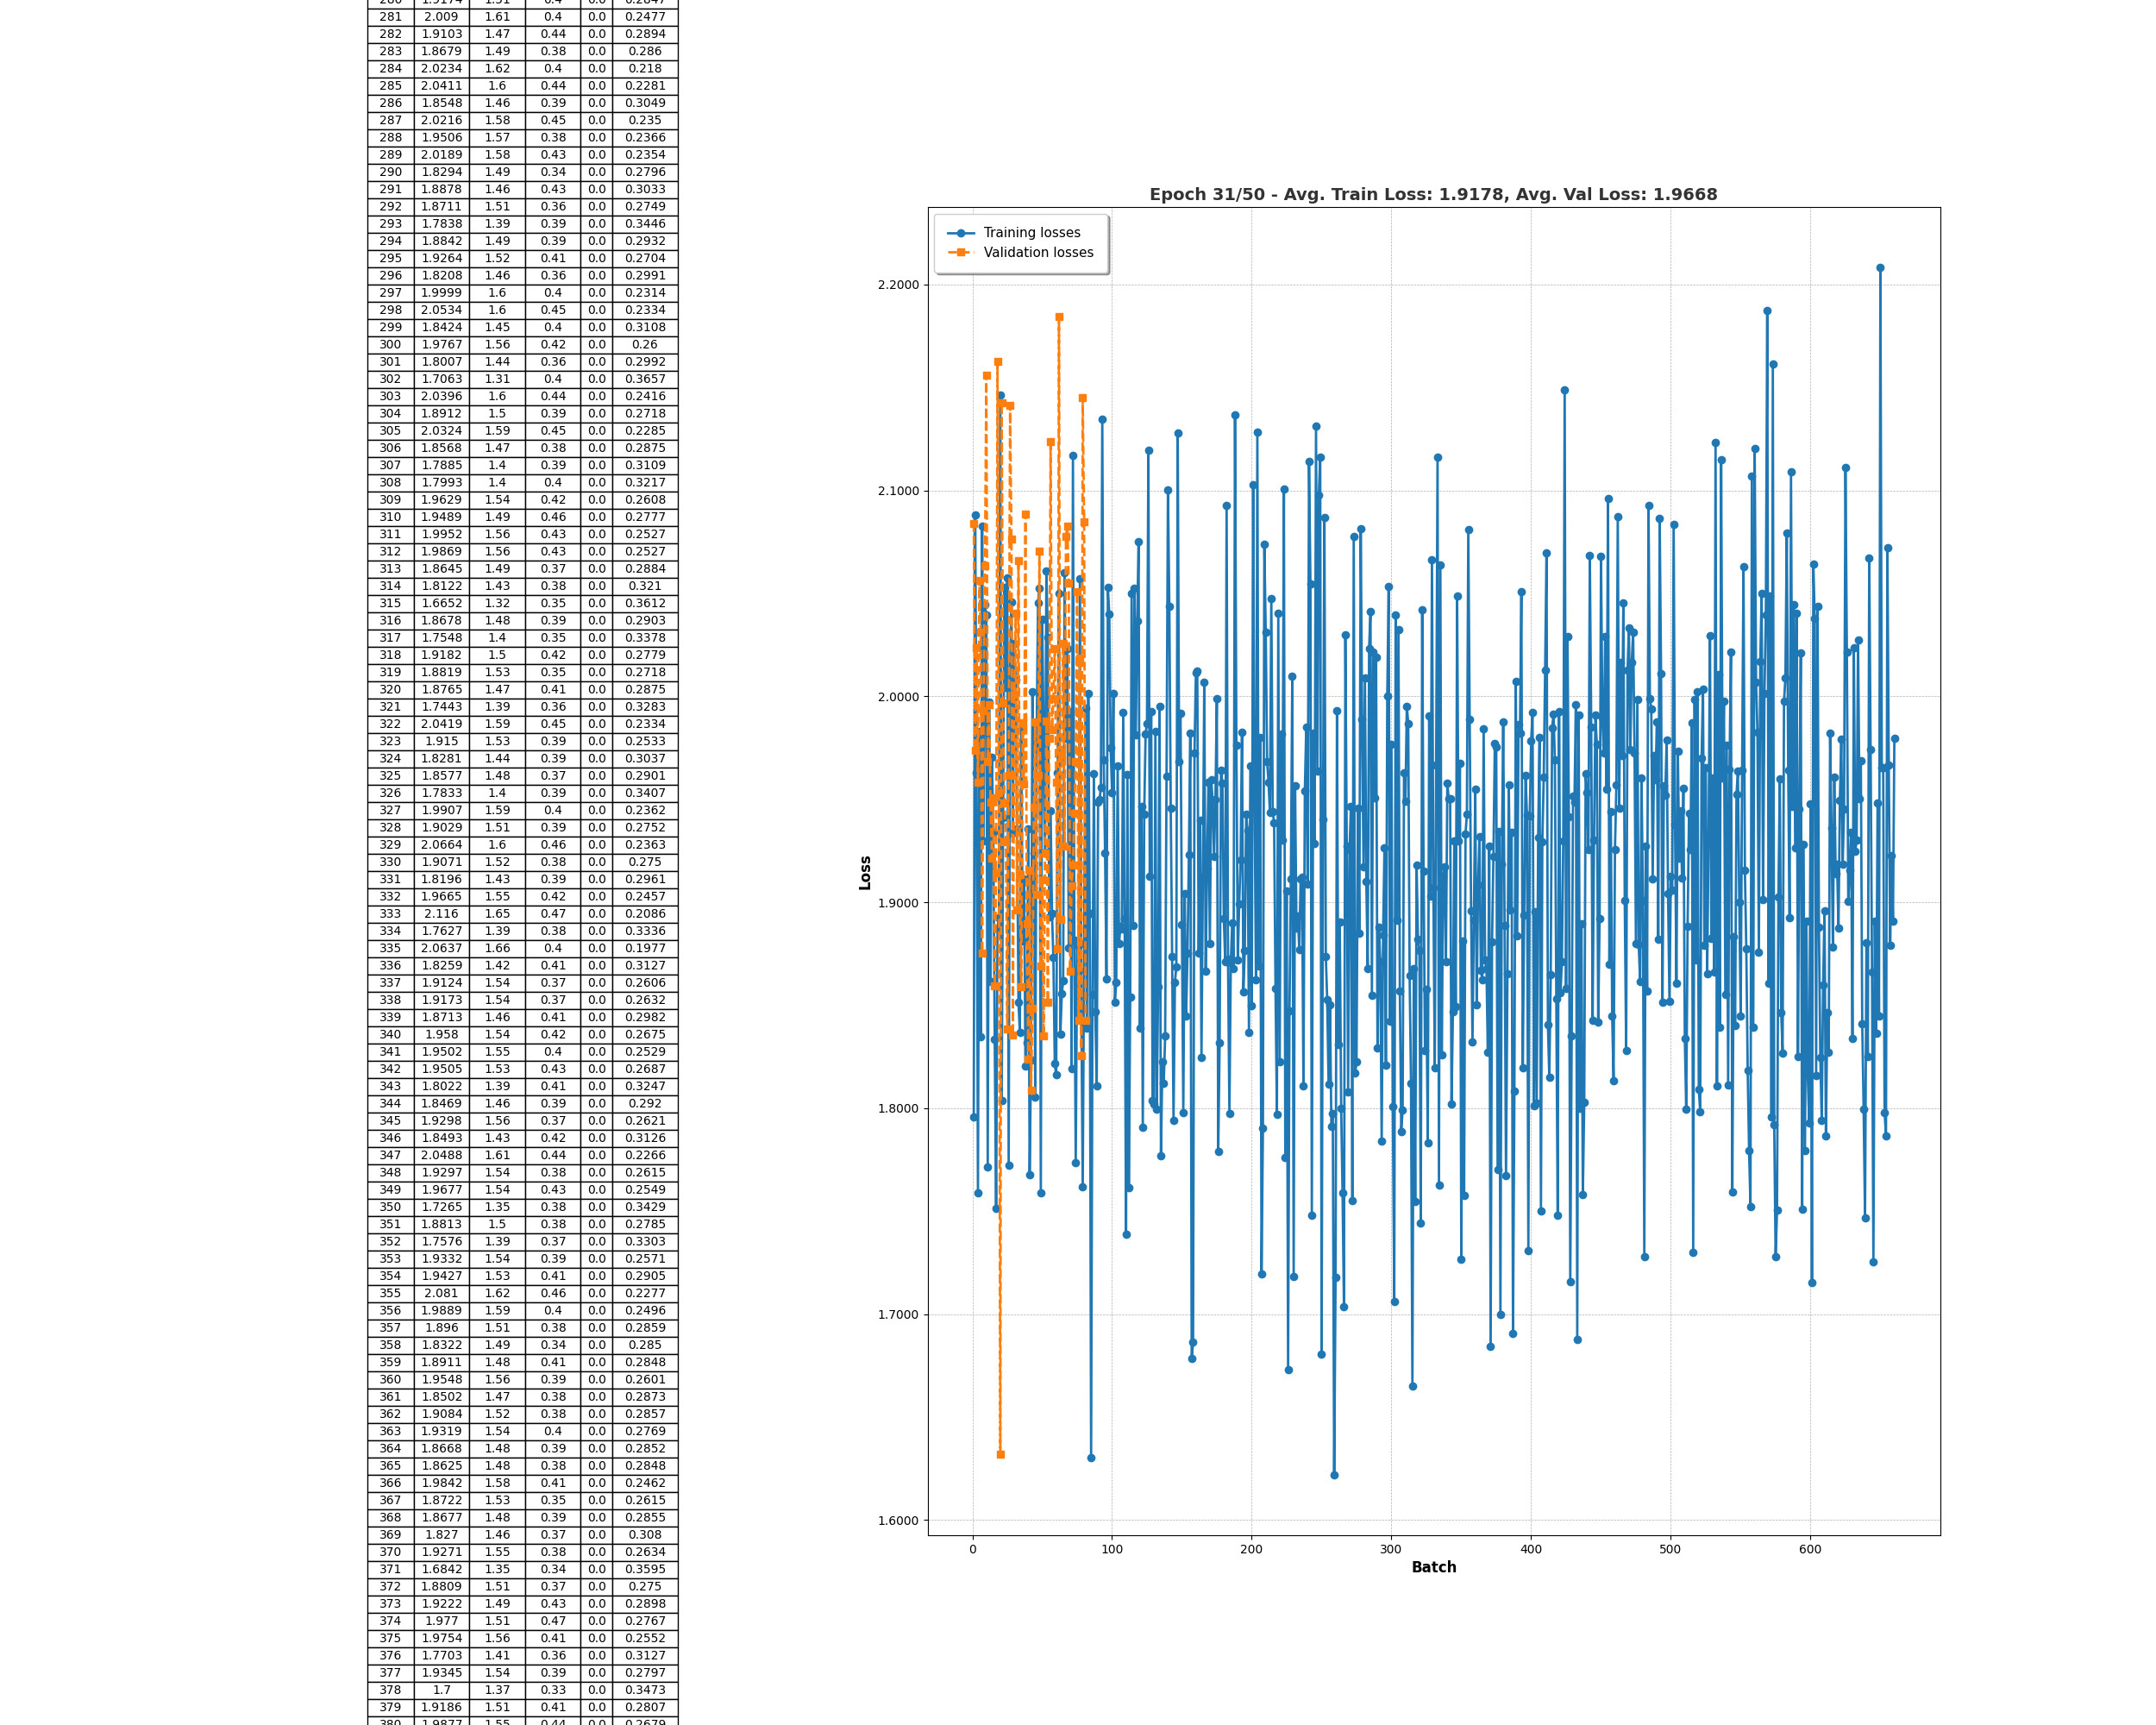 280 1.9174 1.51 0.4 0.0 0.2847
281 2.009 1.61 0.4 0.0 0.2477
282 1.9103 1.47 0.44 0.0 0.2894
283 1.8679 1.49 0.38 0.0 0.286
284 2.0234 1.62 0.4 0.0 0.218
285 2.0411 1.6 0.44 0.0 0.2281
286 1.8548 1.46 0.39 0.0 0.3049
287 2.0216 1.58 0.45 0.0 0.235
288 1.9506 1.57 0.38 0.0 0.2366
289 2.0189 1.58 0.43 0.0 0.2354
290 1.8294 1.49 0.34 0.0 0.2796
291 1.8878 1.46 0.43 0.0 0.3033
292 1.8711 1.51 0.36 0.0 0.2749
293 1.7838 1.39 0.39 0.0 0.3446
294 1.8842 1.49 0.39 0.0 0.2932
295 1.9264 1.52 0.41 0.0 0.2704
296 1.8208 1.46 0.36 0.0 0.2991
297 1.9999 1.6 0.4 0.0 0.2314
298 2.0534 1.6 0.45 0.0 0.2334
299 1.8424 1.45 0.4 0.0 0.3108
300 1.9767 1.56 0.42 0.0 0.26
301 1.8007 1.44 0.36 0.0 0.2992
302 1.7063 1.31 0.4 0.0 0.3657
303 2.0396 1.6 0.44 0.0 0.2416
304 1.8912 1.5 0.39 0.0 0.2718
305 2.0324 1.59 0.45 0.0 0.2285
306 1.8568 1.47 0.38 0.0 0.2875
307 1.7885 1.4 0.39 0.0 0.3109
308 1.7993 1.4 0.4 0.0 0.3217
309 1.9629 1.54 0.42 0.0 0.2608
310 1.9489 1.49 0.46 0.0 0.2777
311 1.9952 1.56 0.43 0.0 0.2527
312 1.9869 1.56 0.43 0.0 0.2527
313 1.8645 1.49 0.37 0.0 0.2884
314 1.8122 1.43 0.38 0.0 0.321
315 1.6652 1.32 0.35 0.0 0.3612
316 1.8678 1.48 0.39 0.0 0.2903
317 1.7548 1.4 0.35 0.0 0.3378
318 1.9182 1.5 0.42 0.0 0.2779
319 1.8819 1.53 0.35 0.0 0.2718
320 1.8765 1.47 0.41 0.0 0.2875
321 1.7443 1.39 0.36 0.0 0.3283
322 2.0419 1.59 0.45 0.0 0.2334
323 1.915 1.53 0.39 0.0 0.2533
324 1.8281 1.44 0.39 0.0 0.3037
325 1.8577 1.48 0.37 0.0 0.2901
326 1.7833 1.4 0.39 0.0 0.3407
327 1.9907 1.59 0.4 0.0 0.2362
328 1.9029 1.51 0.39 0.0 0.2752
329 2.0664 1.6 0.46 0.0 0.2363
330 1.9071 1.52 0.38 0.0 0.275
331 1.8196 1.43 0.39 0.0 0.2961
332 1.9665 1.55 0.42 0.0 0.2457
333 2.116 1.65 0.47 0.0 0.2086
334 1.7627 1.39 0.38 0.0 0.3336
335 2.0637 1.66 0.4 0.0 0.1977
336 1.8259 1.42 0.41 0.0 0.3127
337 1.9124 1.54 0.37 0.0 0.2606
338 1.9173 1.54 0.37 0.0 0.2632
339 1.8713 1.46 0.41 0.0 0.2982
340 1.958 1.54 0.42 0.0 0.2675
341 1.9502 1.55 0.4 0.0 0.2529
342 1.9505 1.53 0.43 0.0 0.2687
343 1.8022 1.39 0.41 0.0 0.3247
344 1.8469 1.46 0.39 0.0 0.292
345 1.9298 1.56 0.37 0.0 0.2621
346 1.8493 1.43 0.42 0.0 0.3126
347 2.0488 1.61 0.44 0.0 0.2266
348 1.9297 1.54 0.38 0.0 0.2615
349 1.9677 1.54 0.43 0.0 0.2549
350 1.7265 1.35 0.38 0.0 0.3429
351 1.8813 1.5 0.38 0.0 0.2785
352 1.7576 1.39 0.37 0.0 0.3303
353 1.9332 1.54 0.39 0.0 0.2571
354 1.9427 1.53 0.41 0.0 0.2905
355 2.081 1.62 0.46 0.0 0.2277
356 1.9889 1.59 0.4 0.0 0.2496
357 1.896 1.51 0.38 0.0 0.2859
358 1.8322 1.49 0.34 0.0 0.285
359 1.8911 1.48 0.41 0.0 0.2848
360 1.9548 1.56 0.39 0.0 0.2601
361 1.8502 1.47 0.38 0.0 0.2873
362 1.9084 1.52 0.38 0.0 0.2857
363 1.9319 1.54 0.4 0.0 0.2769
364 1.8668 1.48 0.39 0.0 0.2852
365 1.8625 1.48 0.38 0.0 0.2848
366 1.9842 1.58 0.41 0.0 0.2462
367 1.8722 1.53 0.35 0.0 0.2615
368 1.8677 1.48 0.39 0.0 0.2855
369 1.827 1.46 0.37 0.0 0.308
370 1.9271 1.55 0.38 0.0 0.2634
371 1.6842 1.35 0.34 0.0 0.3595
372 1.8809 1.51 0.37 0.0 0.275
373 1.9222 1.49 0.43 0.0 0.2898
374 1.977 1.51 0.47 0.0 0.2767
375 1.9754 1.56 0.41 0.0 0.2552
376 1.7703 1.41 0.36 0.0 0.3127
377 1.9345 1.54 0.39 0.0 0.2797
378 1.7 1.37 0.33 0.0 0.3473
379 1.9186 1.51 0.41 0.0 0.2807
380 1.9877 1.55 0.44 0.0 0.2679
Epoch 31/50 - Avg. Train Loss: 1.9178, Avg. Val Loss: 1.9668
Training losses
Validation losses
2.2000
2.1000
2.0000
1.9000
1.8000
1.7000
1.6000
Loss
0 100 200 300 400 500 600
Batch